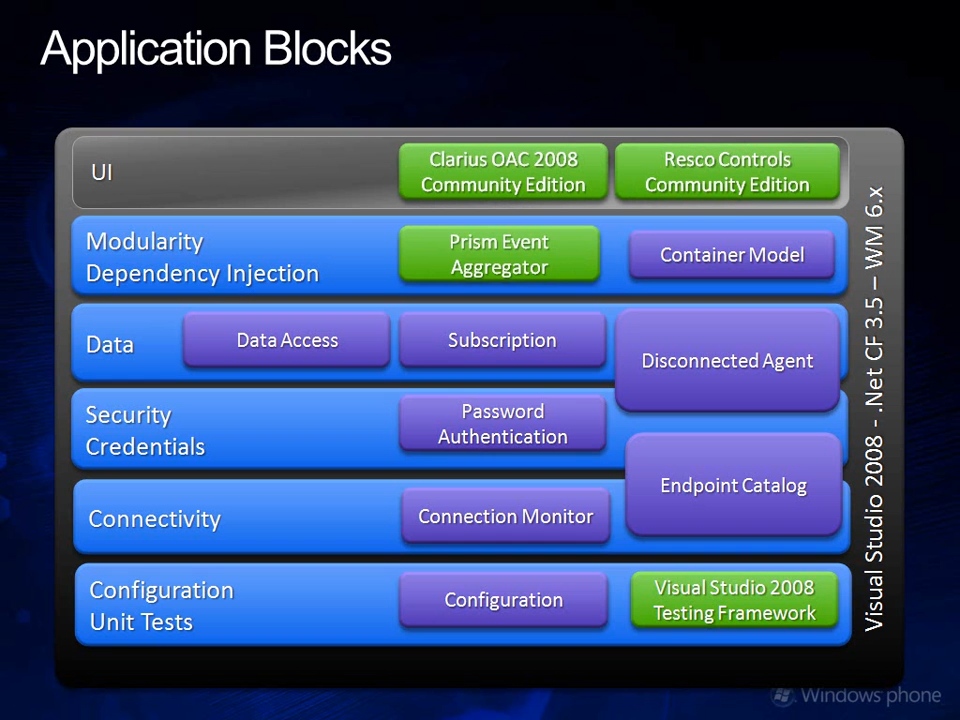 Application Blocks
UI
Clarius OAC 2008
Community Edition
Resco Controls
Community Edition
Modularity
Dependency Injection
Prism Event
Aggregator
Container Model
Data
Data Access
Subscription
Disconnected Agent
Security
Credentials
Password
Authentication
Endpoint Catalog
Connectivity
Connection Monitor
Configuration
Unit Tests
Configuration
Visual Studio 2008
Testing Framework
Visual Studio 2008 - .Net CF 3.5 – WM 6.x
Windows phone